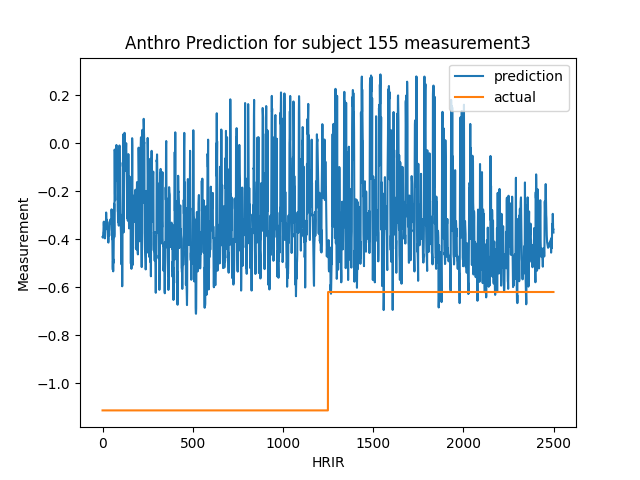 Anthro Prediction for subject 155 measurement3
prediction
actual
0.2
0.0
−0.2
−0.4
−0.6
−0.8
−1.0
Measurement
0
500
1000
1500
2000
2500
HRIR